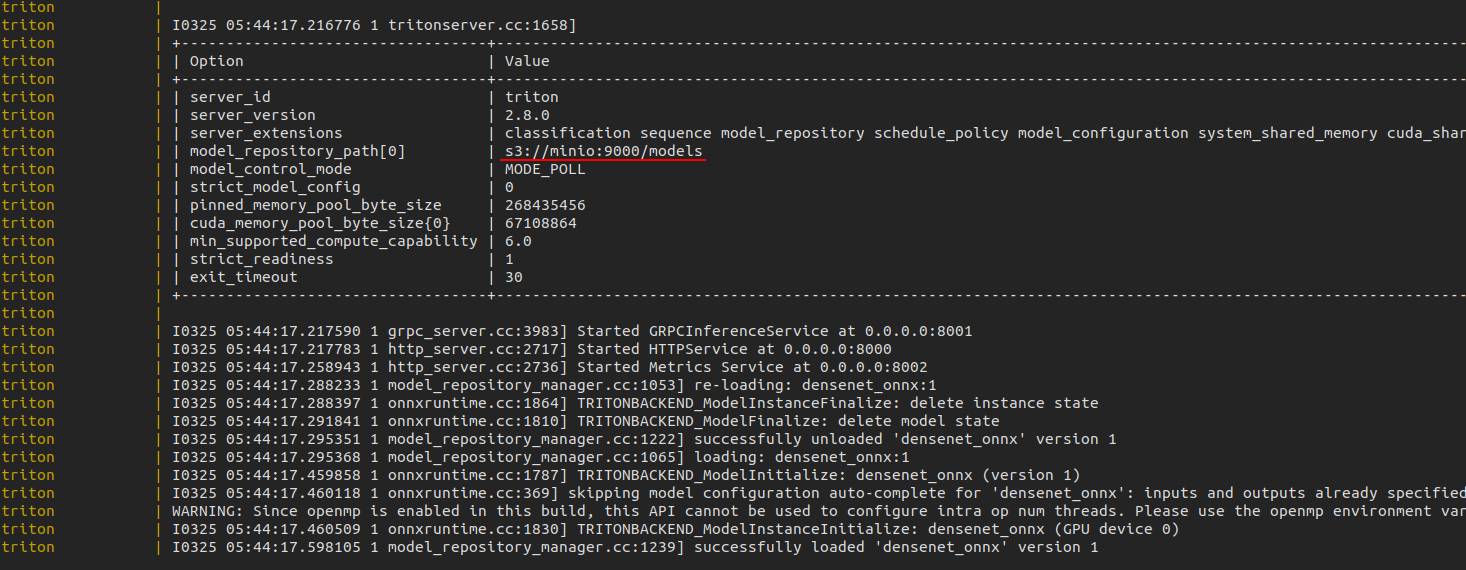 triton |
triton | I0325 05:44:17.216776 1 tritonserver.cc:1658]
triton | +----------------------------------+---------------------------------------------------------------------------------------------------------------
triton | | Option | Value
triton | +----------------------------------+---------------------------------------------------------------------------------------------------------------
triton | | server_id | triton
triton | | server_version | 2.8.0
triton | | server_extensions | classification sequence model_repository schedule_policy model_configuration system_shared_memory cuda_shar
triton | | model_repository_path[0] | s3://minio:9000/models
triton | | model_control_mode | MODE_POLL
triton | | strict_model_config | 0
triton | | pinned_memory_pool_byte_size | 268435456
triton | | cuda_memory_pool_byte_size{0} | 67108864
triton | | min_supported_compute_capability | 6.0
triton | | strict_readiness | 1
triton | | exit_timeout | 30
triton | +----------------------------------+---------------------------------------------------------------------------------------------------------------
triton |
triton | I0325 05:44:17.217590 1 grpc_server.cc:3983] Started GRPCInferenceService at 0.0.0.0:8001
triton | I0325 05:44:17.217783 1 http_server.cc:2717] Started HTTPService at 0.0.0.0:8000
triton | I0325 05:44:17.258943 1 http_server.cc:2736] Started Metrics Service at 0.0.0.0:8002
triton | I0325 05:44:17.288233 1 model_repository_manager.cc:1053] re-loading: densenet_onnx:1
triton | I0325 05:44:17.288397 1 onnxruntime.cc:1864] TRITONBACKEND_ModelInstanceFinalize: delete instance state
triton | I0325 05:44:17.291841 1 onnxruntime.cc:1810] TRITONBACKEND_ModelFinalize: delete model state
triton | I0325 05:44:17.295351 1 model_repository_manager.cc:1222] successfully unloaded 'densenet_onnx' version 1
triton | I0325 05:44:17.295368 1 model_repository_manager.cc:1065] loading: densenet_onnx:1
triton | I0325 05:44:17.459858 1 onnxruntime.cc:1787] TRITONBACKEND_ModelInitialize: densenet_onnx (version 1)
triton | I0325 05:44:17.460118 1 onnxruntime.cc:369] skipping model configuration auto-complete for 'densenet_onnx': inputs and outputs already specified
triton | WARNING: Since openmp is enabled in this build, this API cannot be used to configure intra op num threads. Please use the openmp environment var
triton | I0325 05:44:17.460509 1 onnxruntime.cc:1830] TRITONBACKEND_ModelInstanceInitialize: densenet_onnx (GPU device 0)
triton | I0325 05:44:17.598105 1 model_repository_manager.cc:1239] successfully loaded 'densenet_onnx' version 1